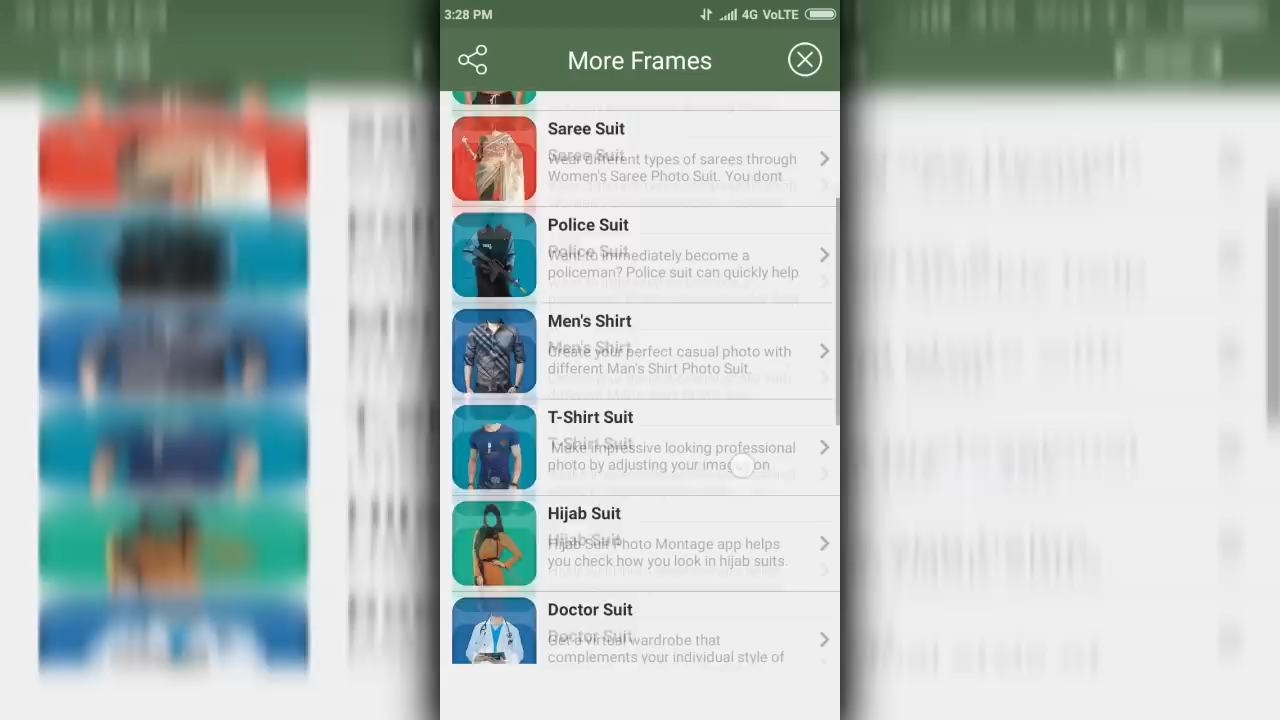 3:28 PM
4G VoLTE
More Frames
Saree Suit
Wear different types of sarees through
Women's Saree Photo Suit. You dont
Police Suit
Want to immediately become a
policeman? Police suit can quickly help
Men's Shirt
Create your perfect casual photo with
different Man's Shirt Photo Suit.
T-Shirt Suit
Make impressive looking professional
photo by adjusting your image on
Hijab Suit
Hijab Suit Photo Montage app helps
you check how you look in hijab suits.
Doctor Suit
Get a virtual wardrobe that
complements your individual style of